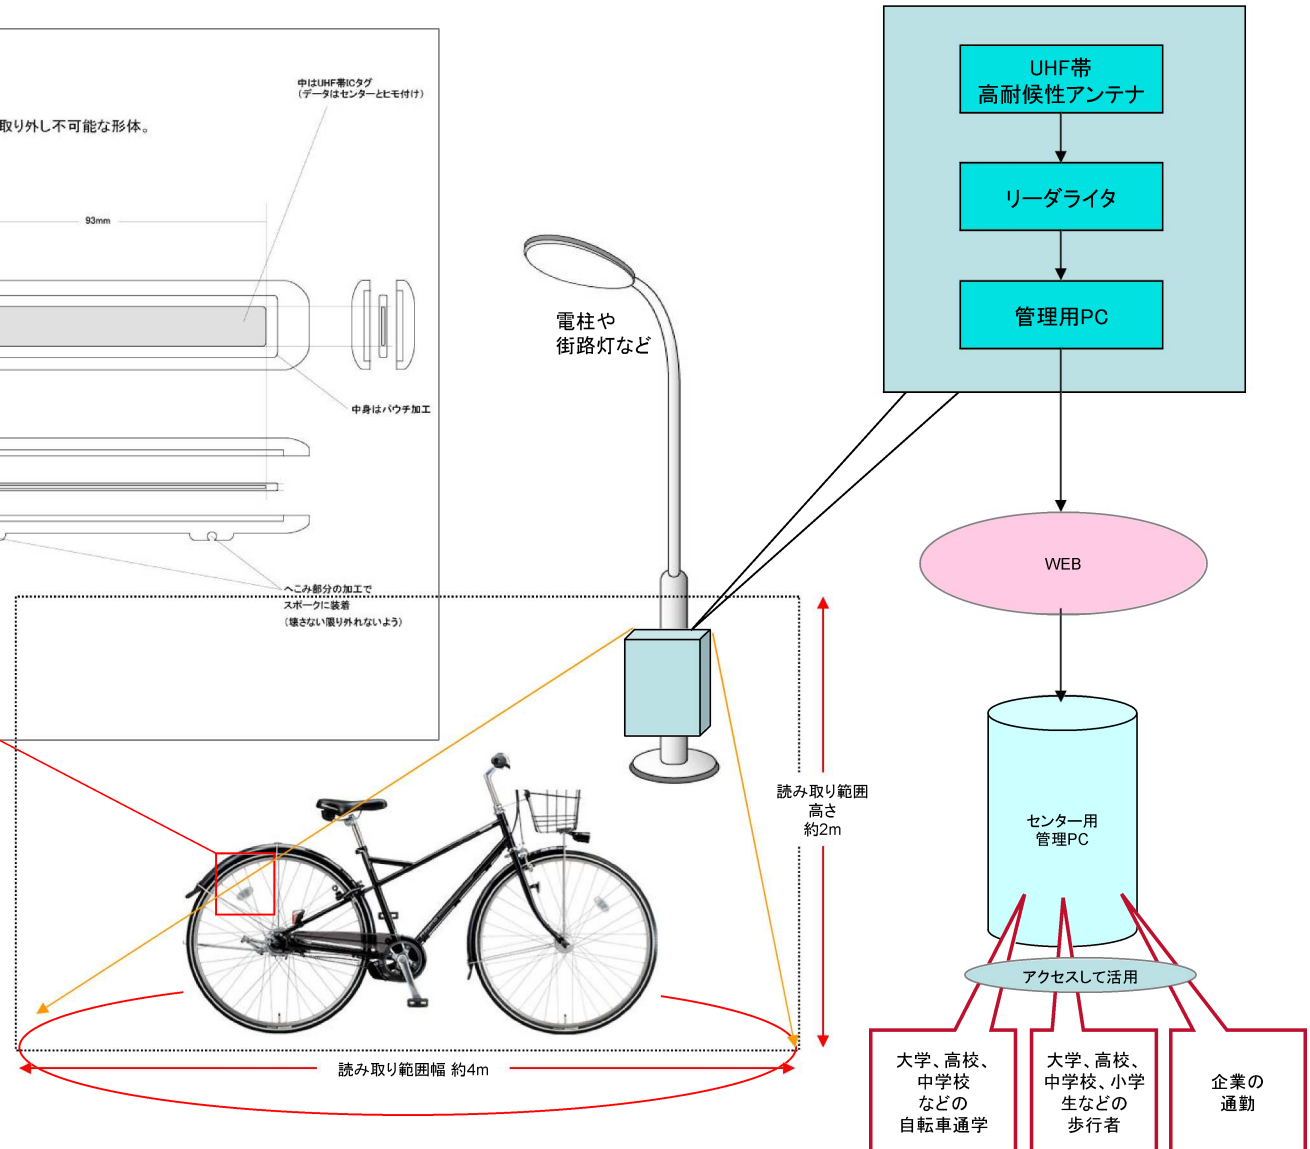 中はUHF帯ICタグ
（データはセンターとヒモ付け）
取り外し不可能な形体。
93mm
中身はパウチ加工
へこみ部分の加工で
スポークに装着
（壊さない限り外れないよう）
電柱や
街路灯など
UHF帯
高耐候性アンテナ
リーダライタ
管理用PC
WEB
読み取り範囲
高さ
約2m
センター用
管理PC
アクセスして活用
読み取り範囲幅 約4m
大学、高校、
中学校
などの
自転車通学
大学、高校、
中学校、小学
生などの
歩行者
企業の
通勤